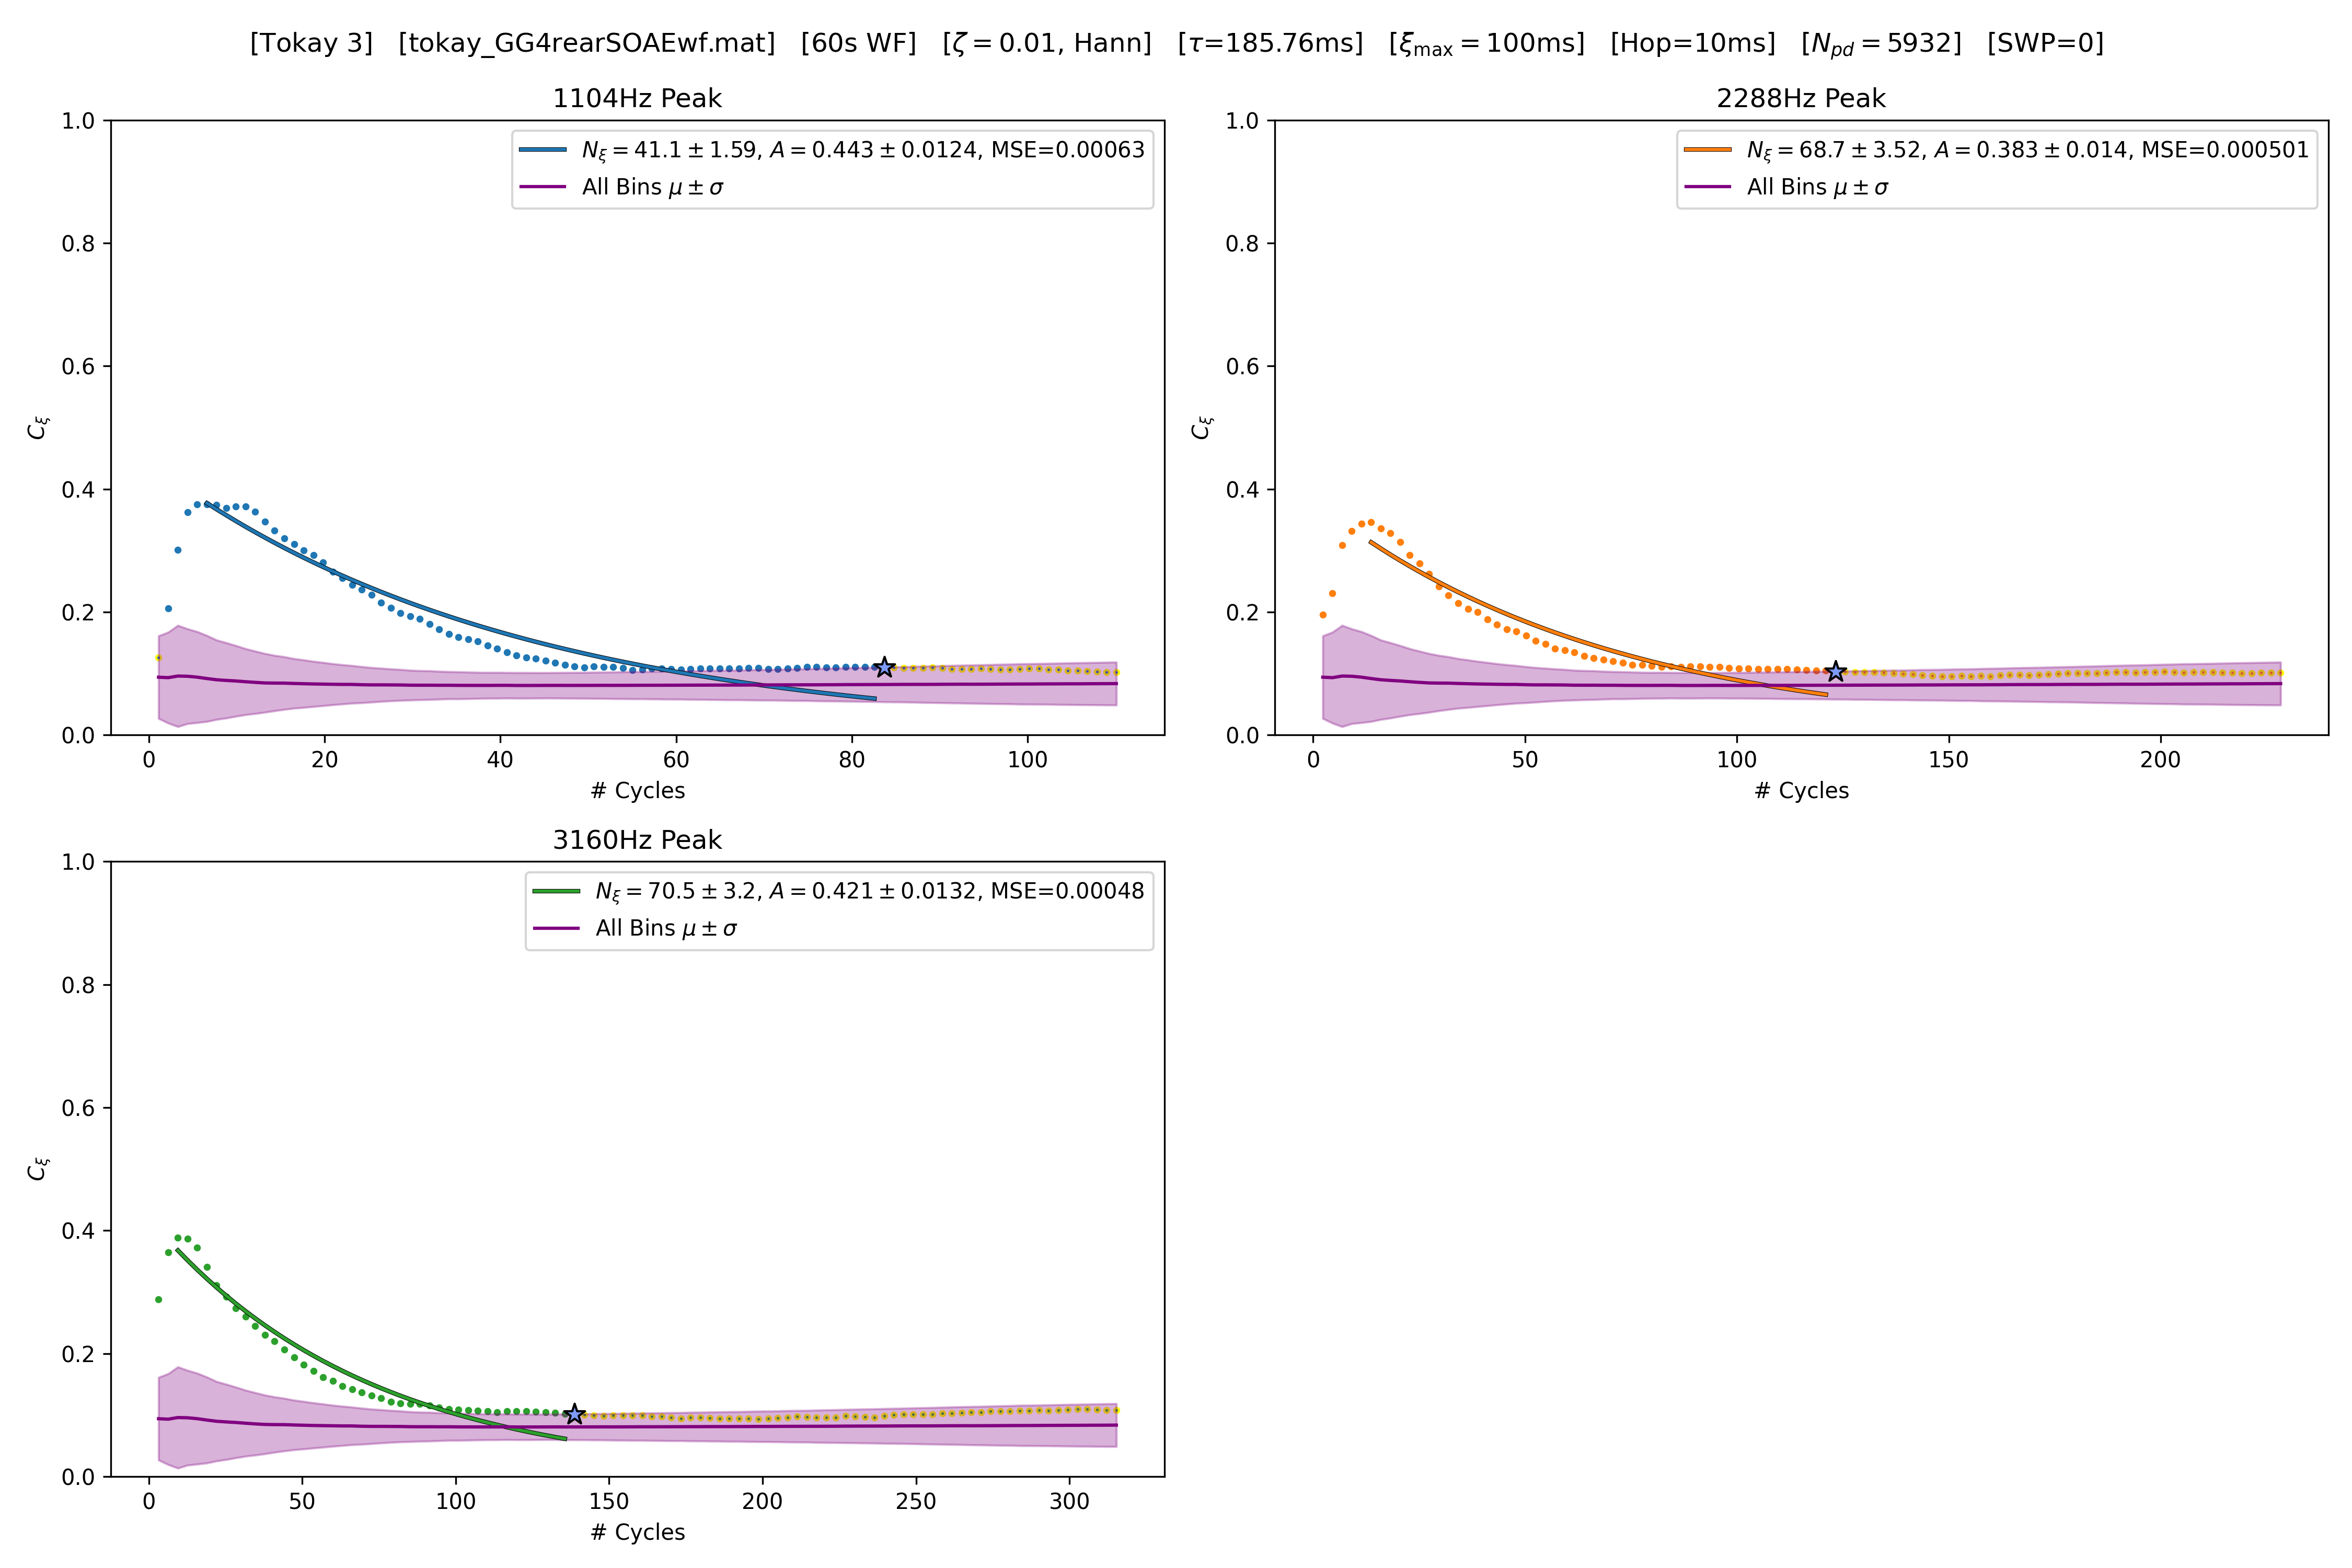 [Tokay 3] [tokay_GG4rearSOAEwf.mat] [60s WF] [ζ = 0.01, Hann] [τ=185.76ms] [ξmax = 100ms] [Hop=10ms] [Npd = 5932] [SWP=0]
1104Hz Peak
1.0
0.8
0.6
0.4
0.2
0.0
Cξ
Nξ = 41.1 ± 1.59, A = 0.443 ± 0.0124, MSE=0.00063
All Bins μ ± σ
0 20 40 60 80 100
# Cycles
2288Hz Peak
1.0
0.8
0.6
0.4
0.2
0.0
Cξ
Nξ = 68.7 ± 3.52, A = 0.383 ± 0.014, MSE=0.000501
All Bins μ ± σ
0 50 100 150 200
# Cycles
3160Hz Peak
1.0
0.8
0.6
0.4
0.2
0.0
Cξ
Nξ = 70.5 ± 3.2, A = 0.421 ± 0.0132, MSE=0.00048
All Bins μ ± σ
0 50 100 150 200 250 300
# Cycles